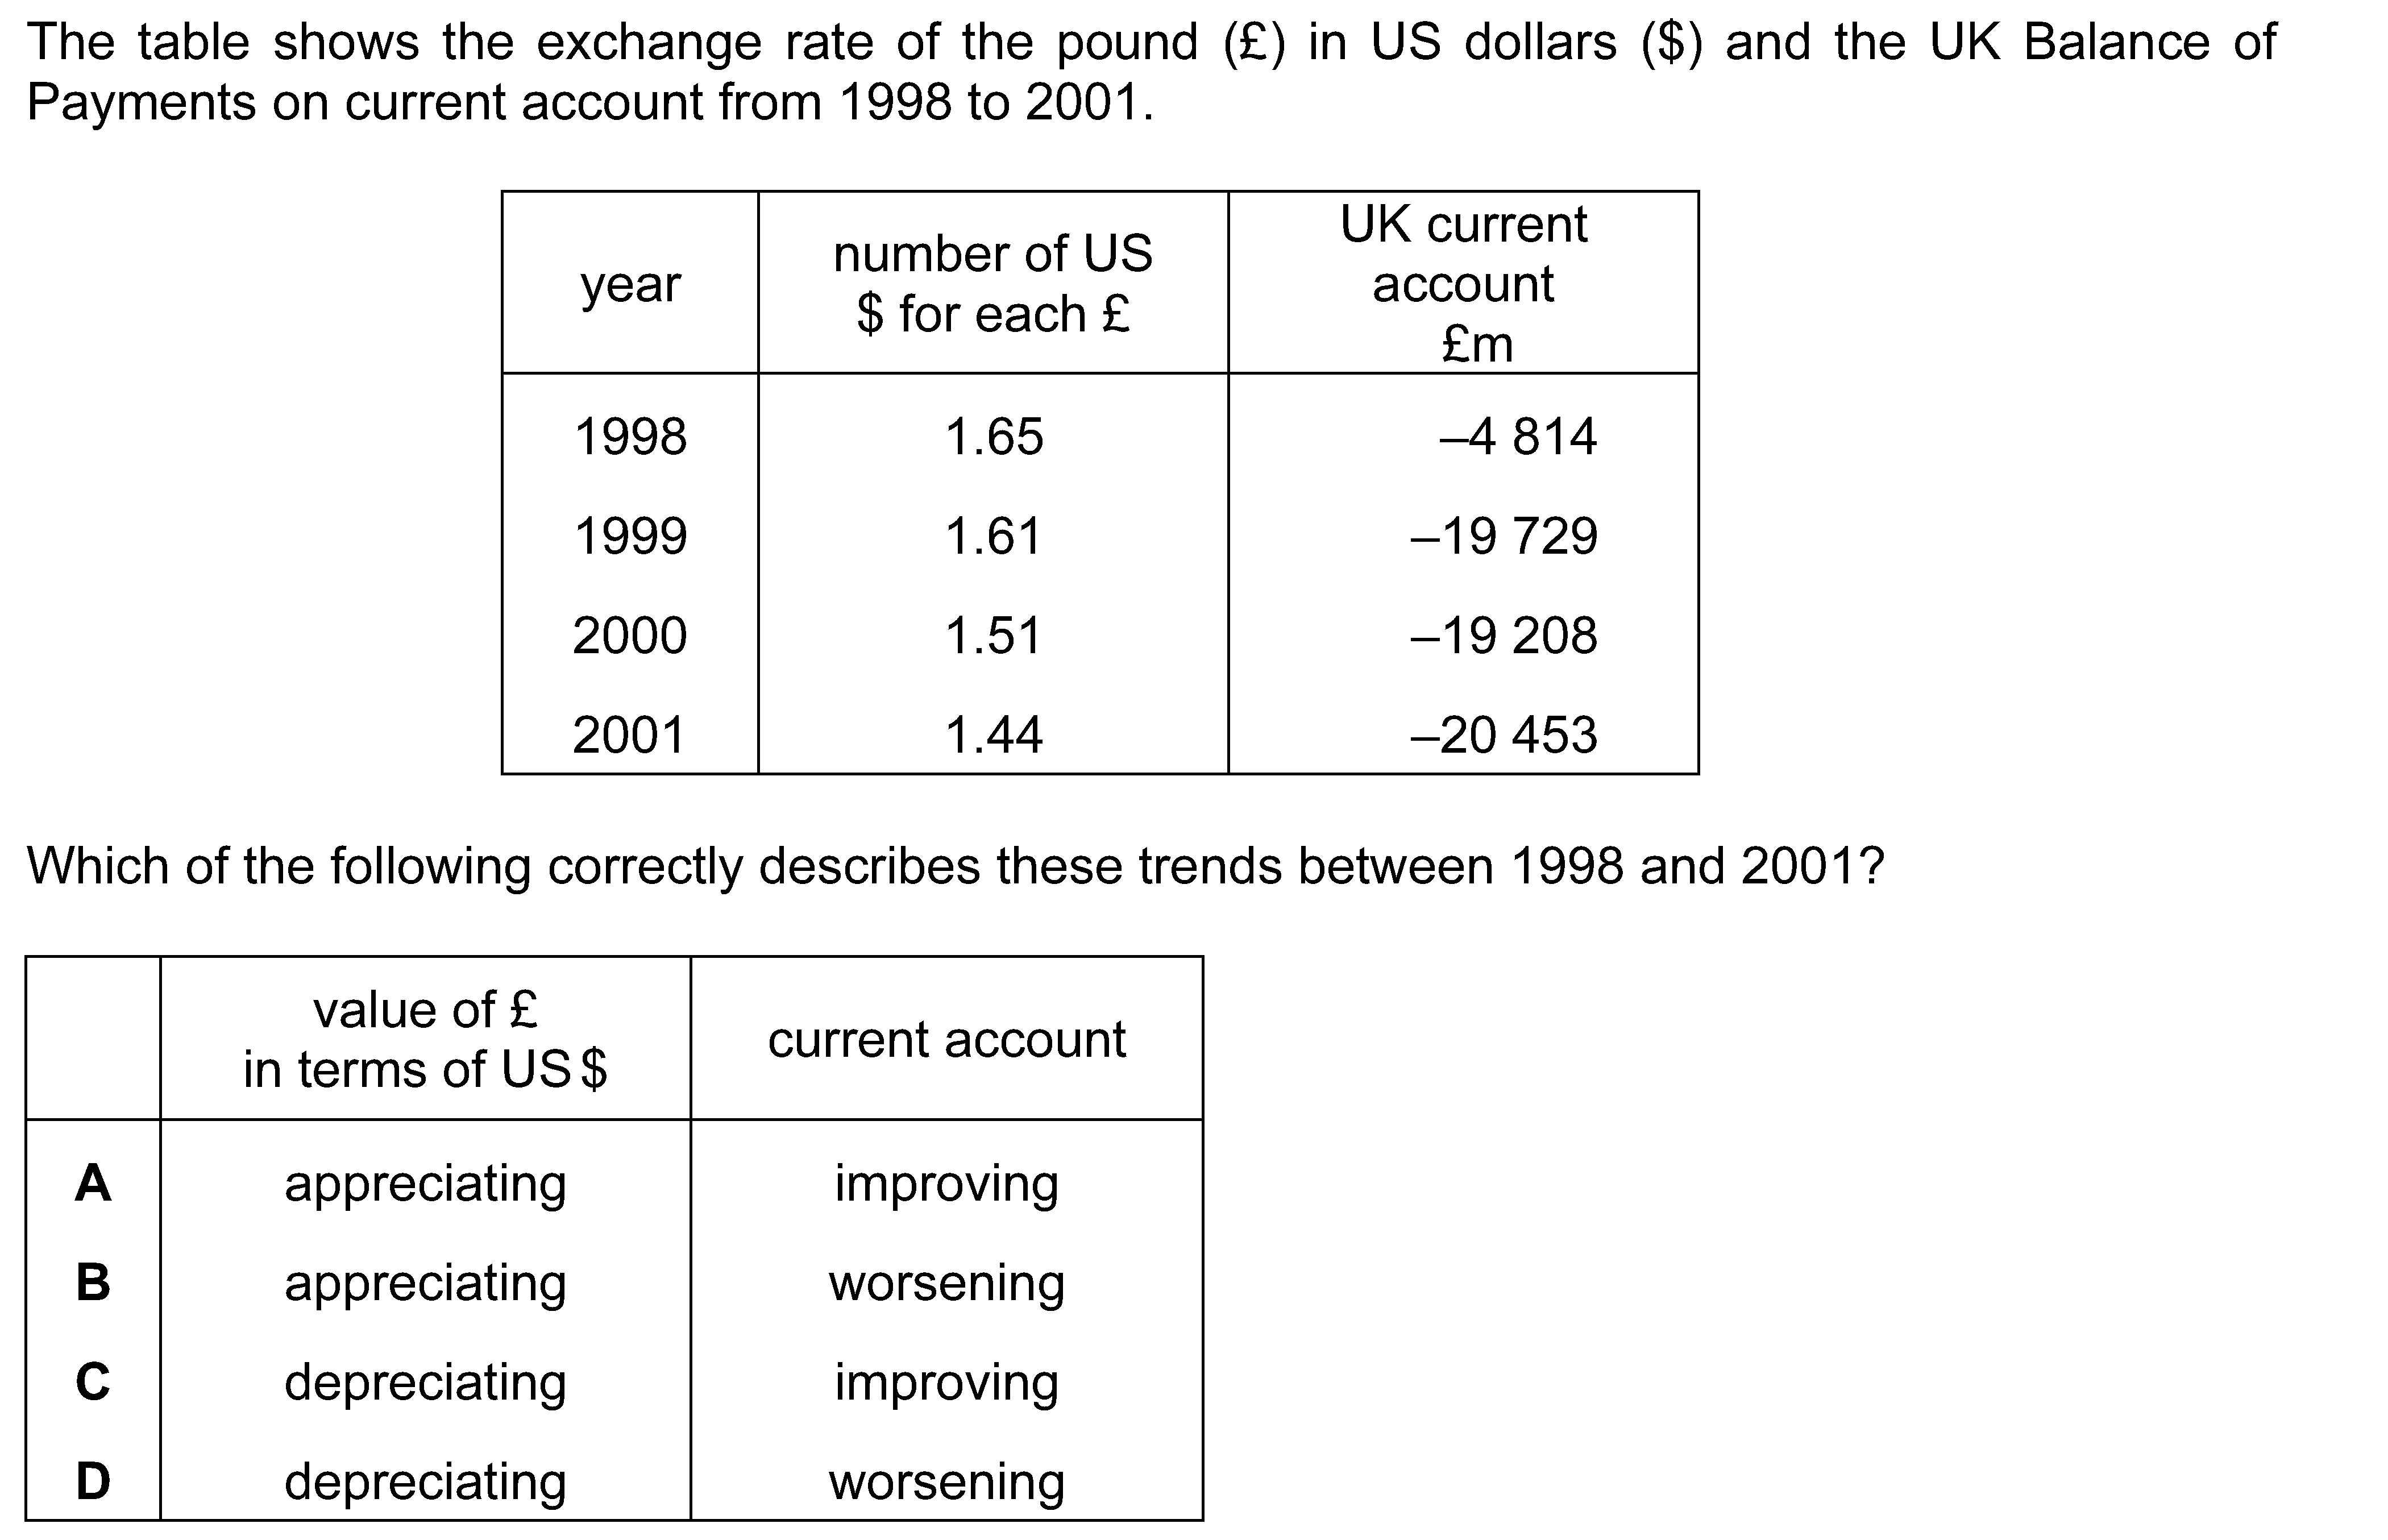 The table shows the exchange rate of the pound (£) in US dollars ($) and the UK Balance of
Payments on current account from 1998 to 2001.
year
number of US
$ for each £
UK current
account
£m
1998 1.65 –4 814
1999 1.61 –19 729
2000 1.51 –19 208
2001 1.44 –20 453
Which of the following correctly describes these trends between 1998 and 2001?
value of £
in terms of US $
current account
A appreciating improving
B appreciating worsening
C depreciating improving
D depreciating worsening